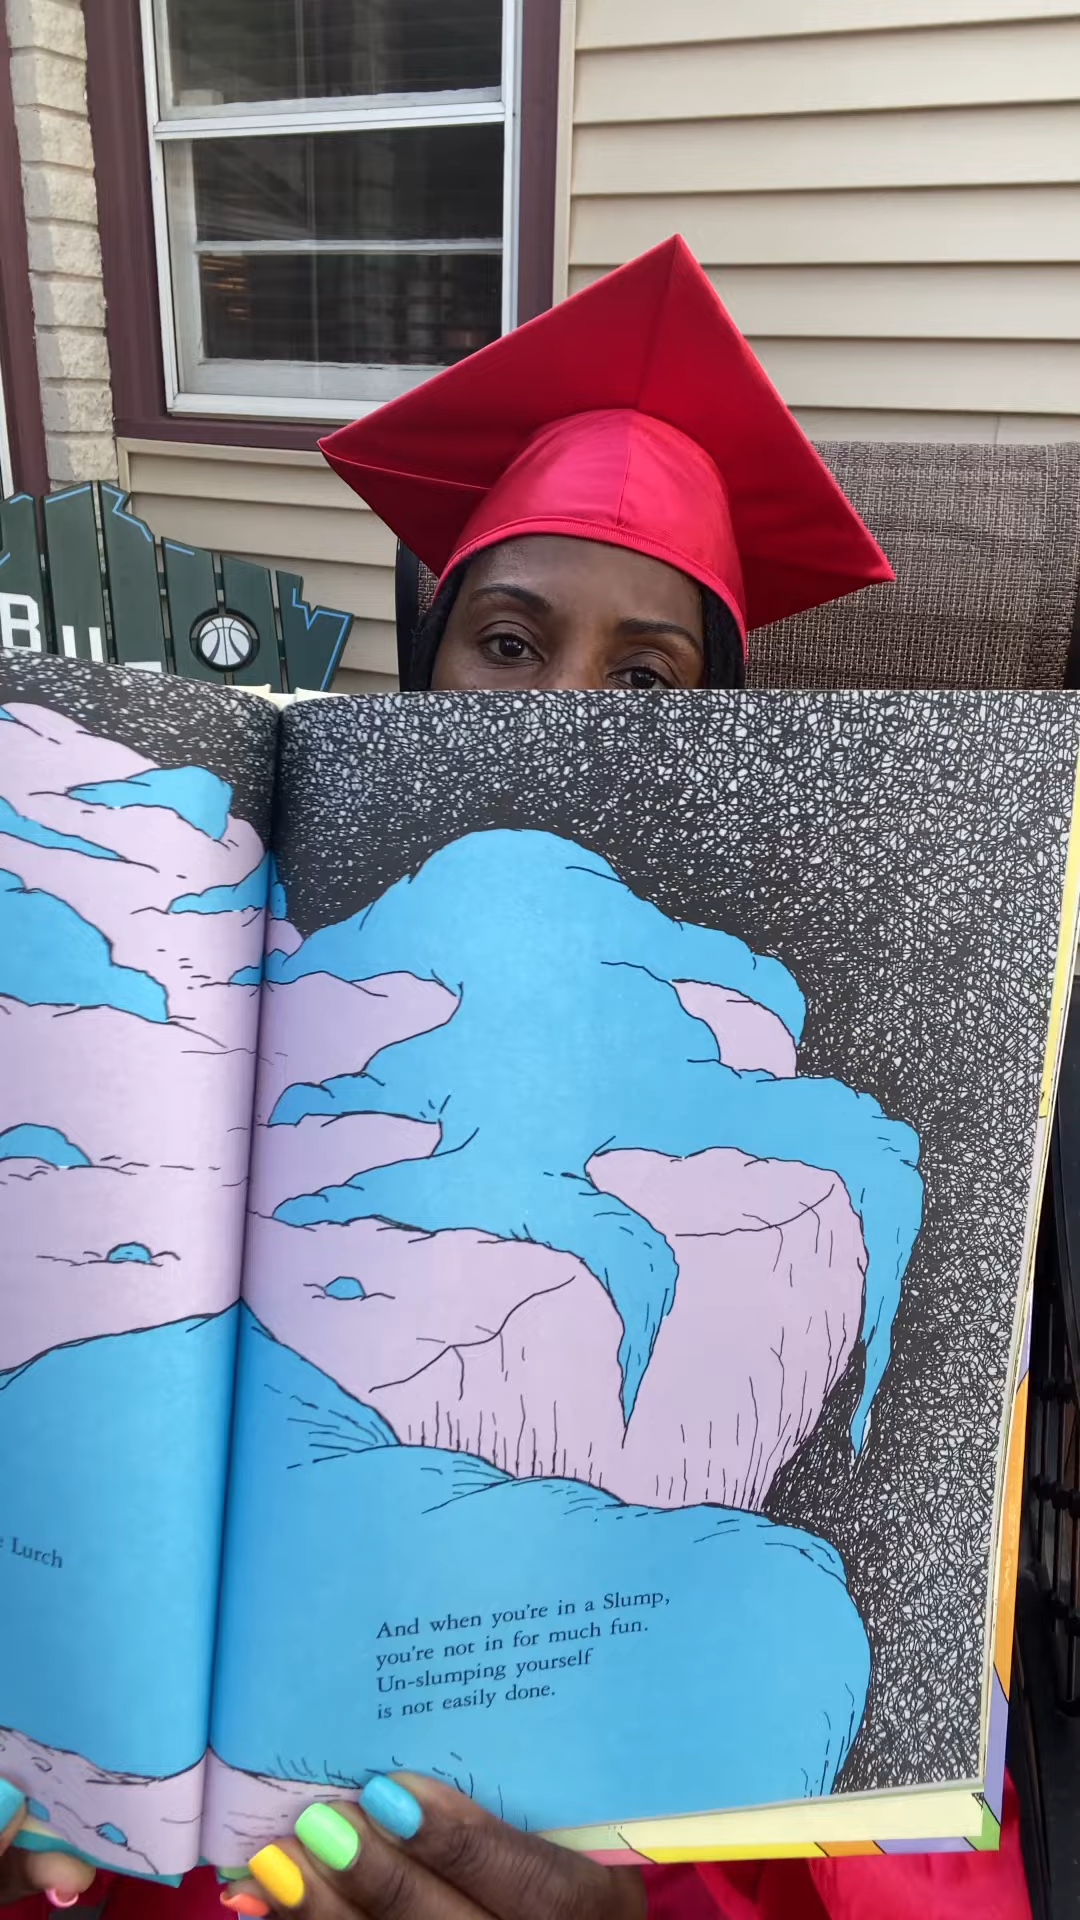 BU
e Lurch
And when you're in a Slump,
you're not in for much fun.
Un-slumping yourself
is not easily done.